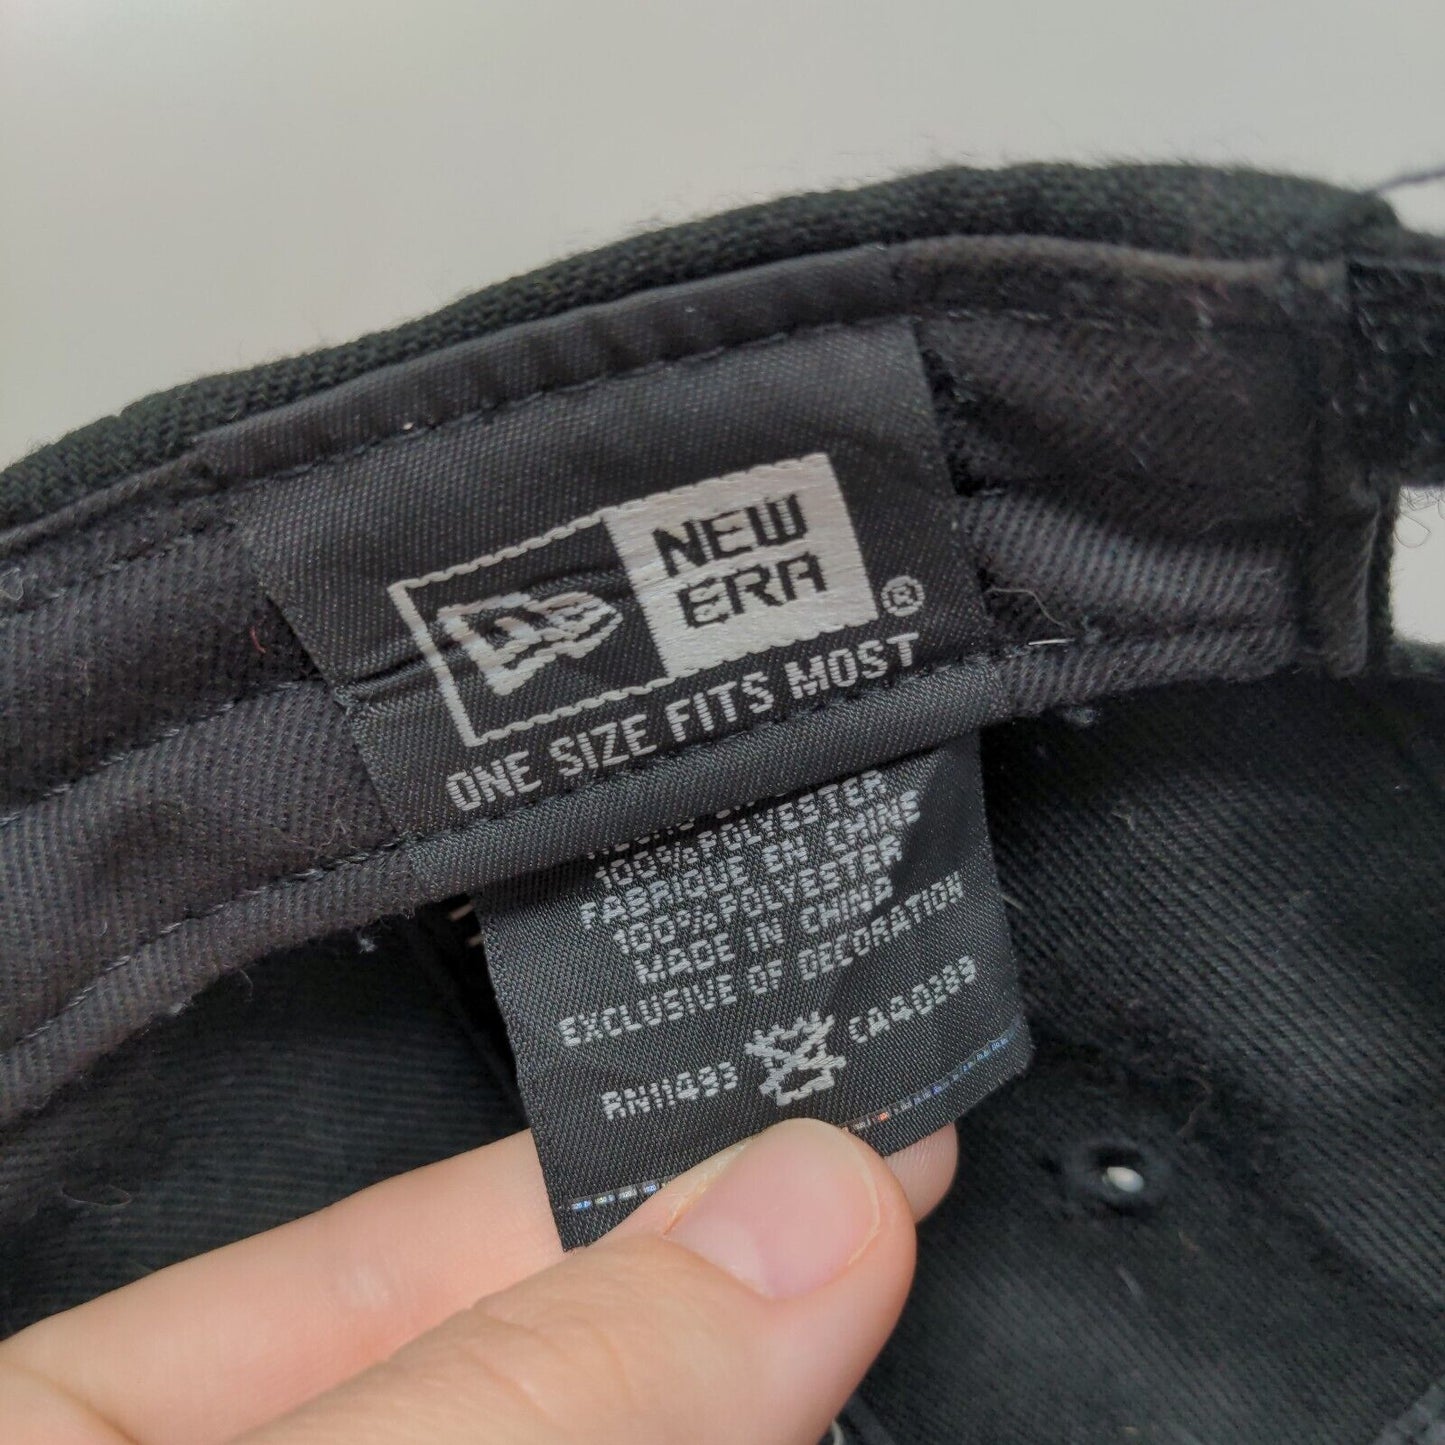 NEW
ERA
®
ONE SIZE FITS MOST
100%POLYESTER
FABRIQUE EN CHINE
100%POLYESTER
MADE IN CHINA
EXCLUSIVE OF DECORATION
RN11493 CA40299